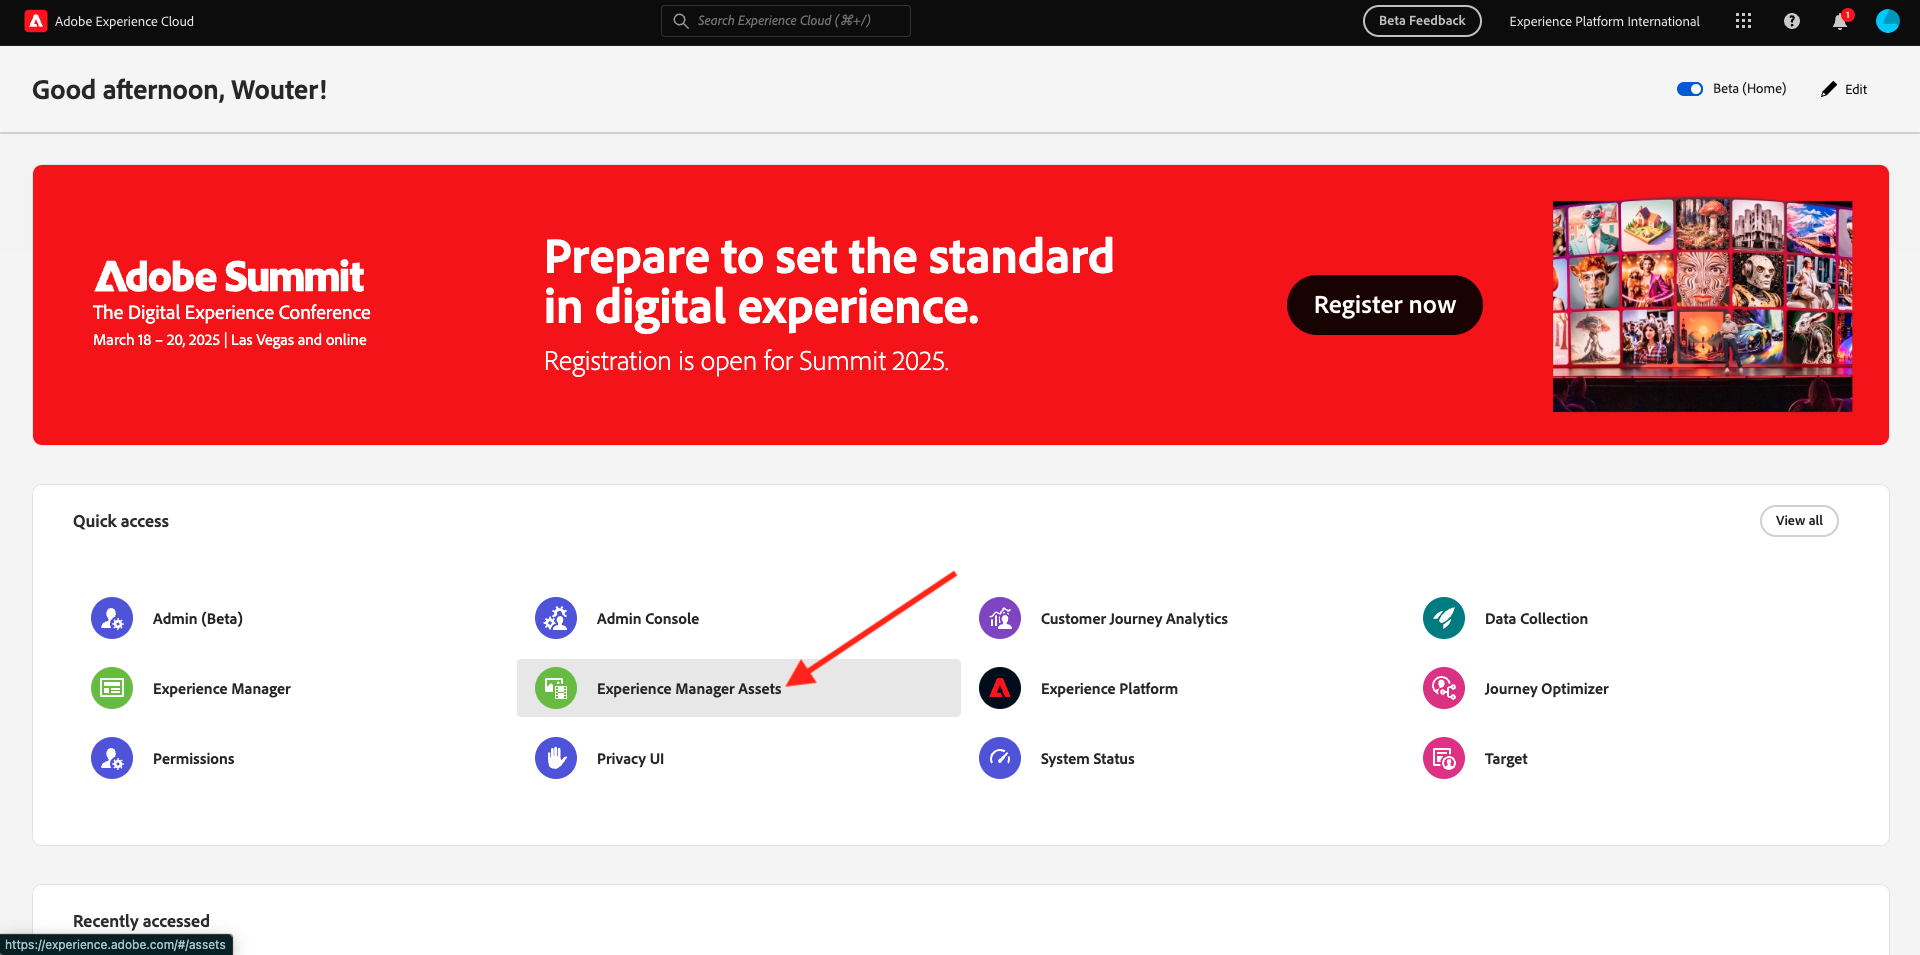 Adobe Experience Cloud
Search Experience Cloud (⌘+/)
Beta Feedback
Experience Platform International
1
Good afternoon, Wouter!
Beta (Home)
Edit
Adobe Summit
The Digital Experience Conference
March 18 – 20, 2025 | Las Vegas and online
Prepare to set the standard
in digital experience.
Registration is open for Summit 2025.
Register now
Quick access
View all
Admin (Beta)
Admin Console
Customer Journey Analytics
Data Collection
Experience Manager
Experience Manager Assets
Experience Platform
Journey Optimizer
Permissions
Privacy UI
System Status
Target
Recently accessed
https://experience.adobe.com/#/assets